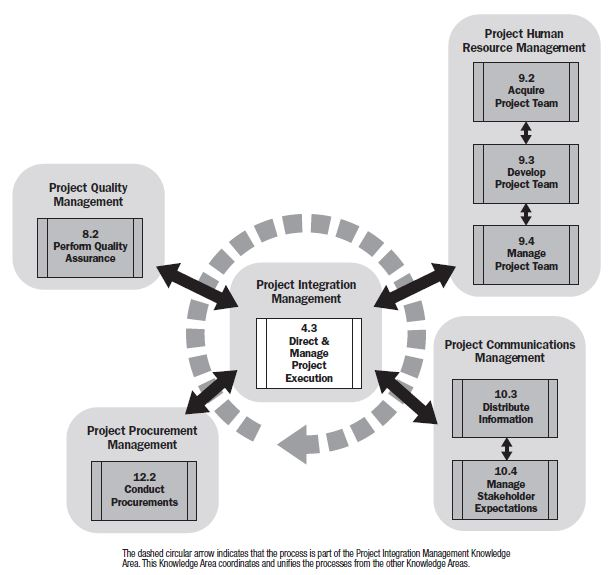 Project Human
Resource Management
9.2
Acquire
Project Team
9.3
Develop
Project Team
9.4
Manage
Project Team
Project Quality
Management
8.2
Perform Quality
Assurance
Project Integration
Management
4.3
Direct &
Manage
Project
Execution
Project Communications
Management
10.3
Distribute
Information
10.4
Manage
Stakeholder
Expectations
Project Procurement
Management
12.2
Conduct
Procurements
The dashed circular arrow indicates that the process is part of the Project Integration Management Knowledge
Area. This Knowledge Area coordinates and unifies the processes from the other Knowledge Areas.